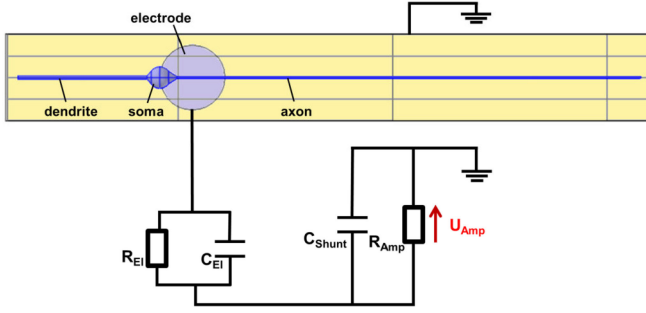 electrode
dendrite
soma
axon
R_El
C_El
C_Shunt
R_Amp
U_Amp